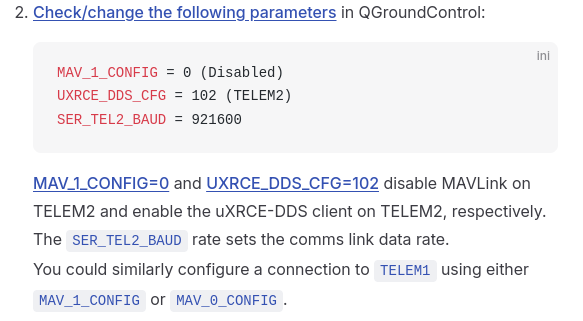 2. Check/change the following parameters in QGroundControl:
ini
MAV_1_CONFIG = 0 (Disabled)
UXRCE_DDS_CFG = 102 (TELEM2)
SER_TEL2_BAUD = 921600
MAV_1_CONFIG=0 and UXRCE_DDS_CFG=102 disable MAVLink on
TELEM2 and enable the uXRCE-DDS client on TELEM2, respectively.
The SER_TEL2_BAUD rate sets the comms link data rate.
You could similarly configure a connection to TELEM1 using either
MAV_1_CONFIG or MAV_0_CONFIG.